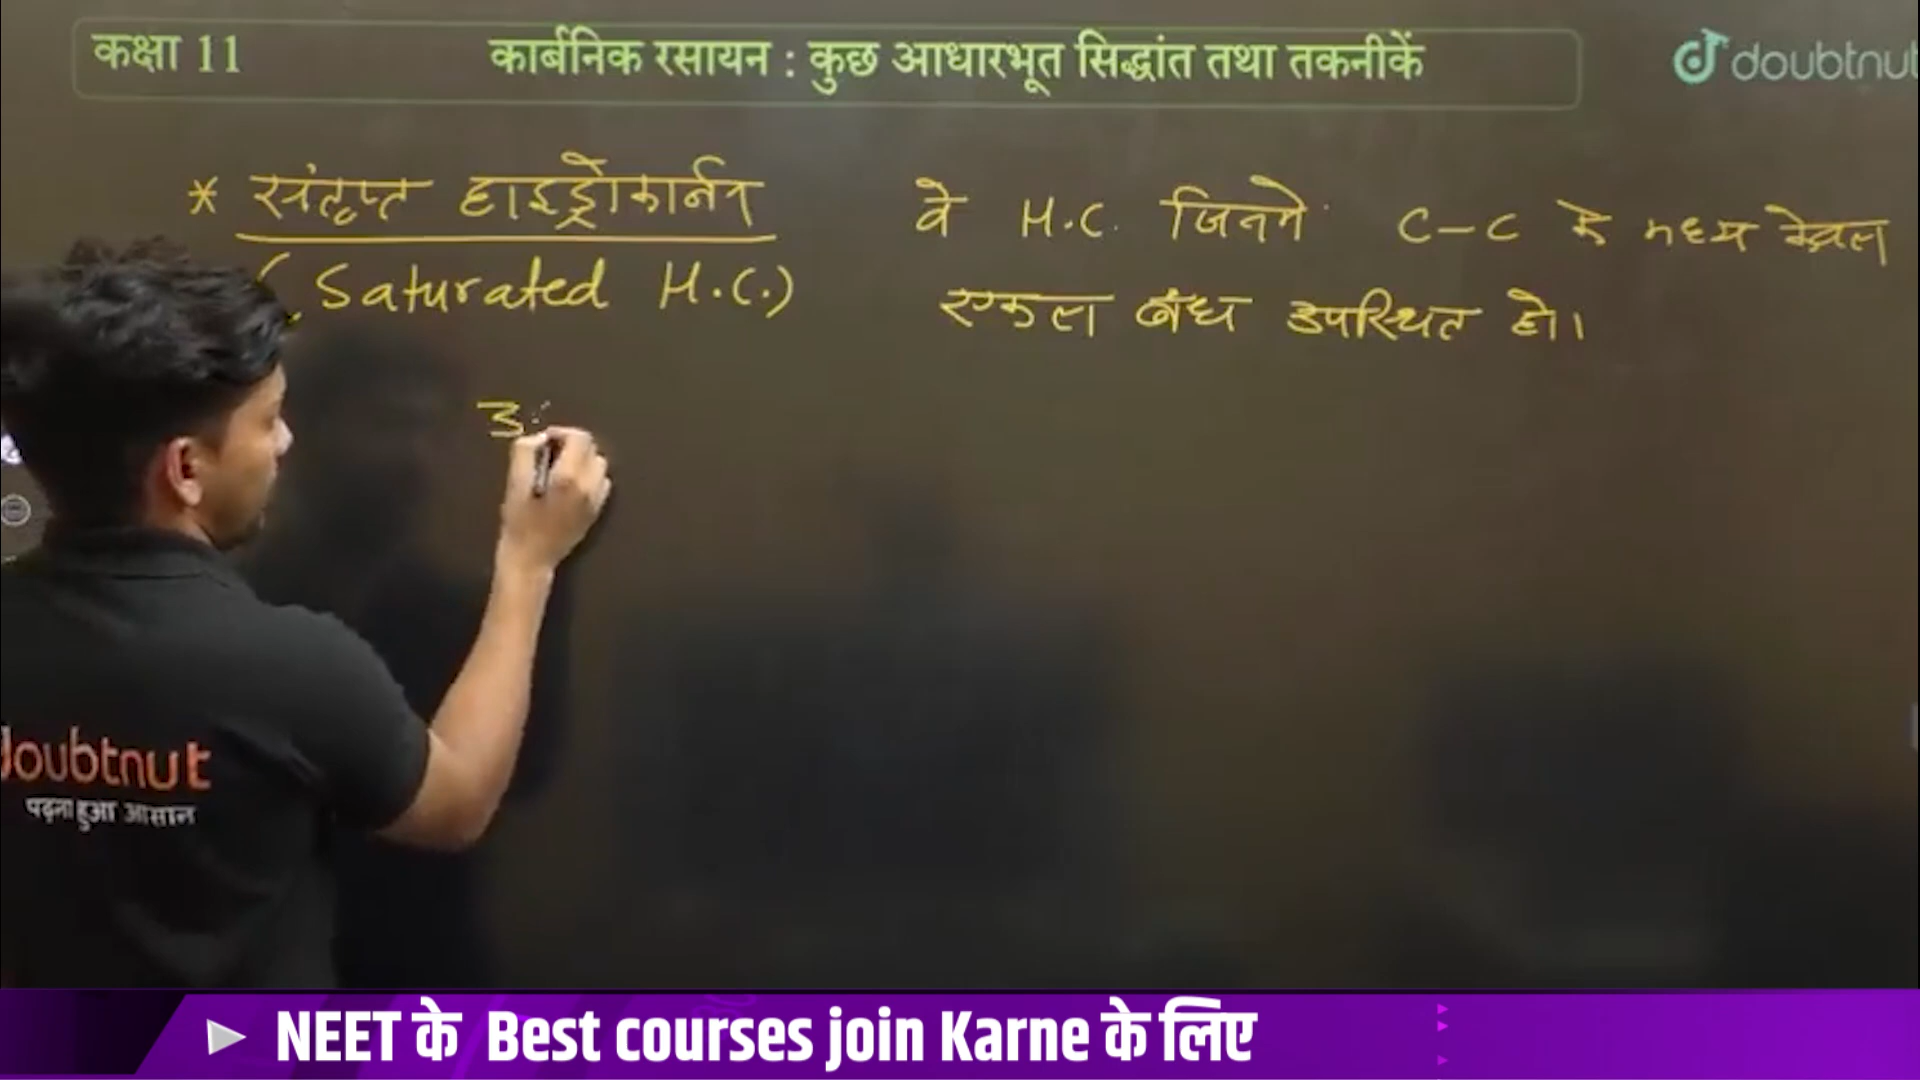 कक्षा 11
कार्बनिक रसायन : कुछ आधारभूत सिद्धांत तथा तकनीकें
doubtnut
* संतृप्त हाइड्रोकार्बन
(Saturated H.C.)
वे H.C. जिनमे C-C के मध्य केवल
एकल बंध उपस्थित हो।
उ
doubtnut
पढ़ना हुआ आसान
NEET के Best courses join Karne के लिए